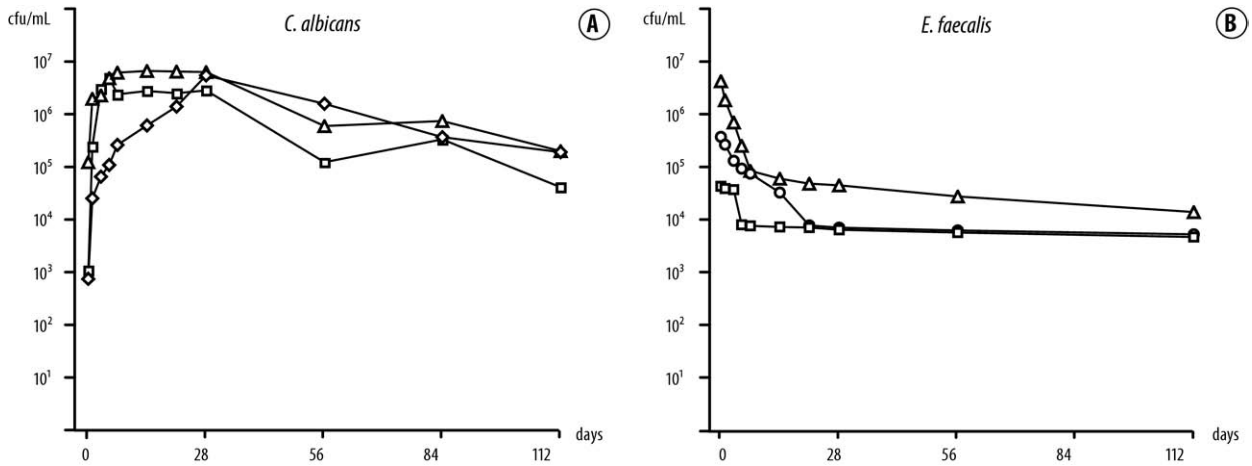 cfu/mL
C. albicans
A
10⁷
10⁶
10⁵
10⁴
10³
10²
10¹
days
0 28 56 84 112
cfu/mL
E. faecalis
B
10⁷
10⁶
10⁵
10⁴
10³
10²
10¹
days
0 28 56 84 112